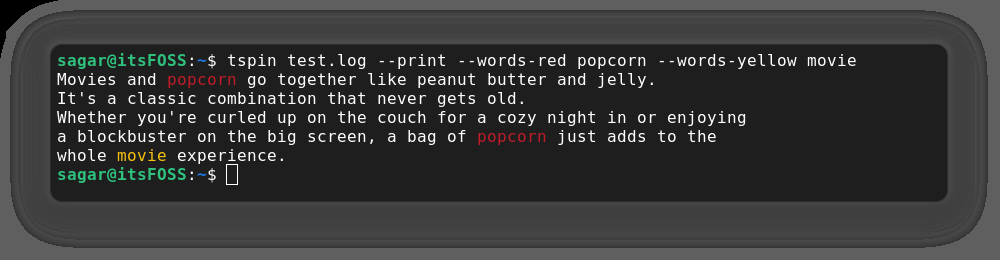 sagar@itsFOSS:~$ tspin test.log --print --words-red popcorn --words-yellow movie
Movies and popcorn go together like peanut butter and jelly.
It's a classic combination that never gets old.
Whether you're curled up on the couch for a cozy night in or enjoying
a blockbuster on the big screen, a bag of popcorn just adds to the
whole movie experience.
sagar@itsFOSS:~$